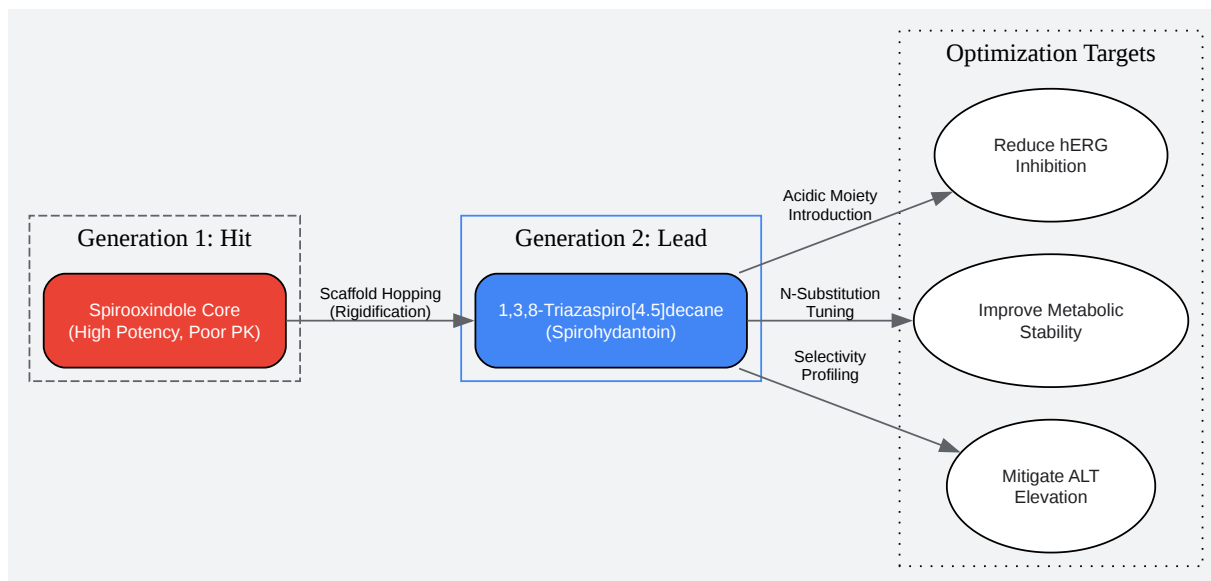 Generation 1: Hit
Spirooxindole Core
(High Potency, Poor PK)
Scaffold Hopping
(Rigidification)
Generation 2: Lead
1,3,8-Triazaspiro[4.5]decane
(Spirohydantoin)
Acidic Moiety
Introduction
N-Substitution
Tuning
Selectivity
Profiling
Optimization Targets
Reduce hERG
Inhibition
Improve Metabolic
Stability
Mitigate ALT
Elevation